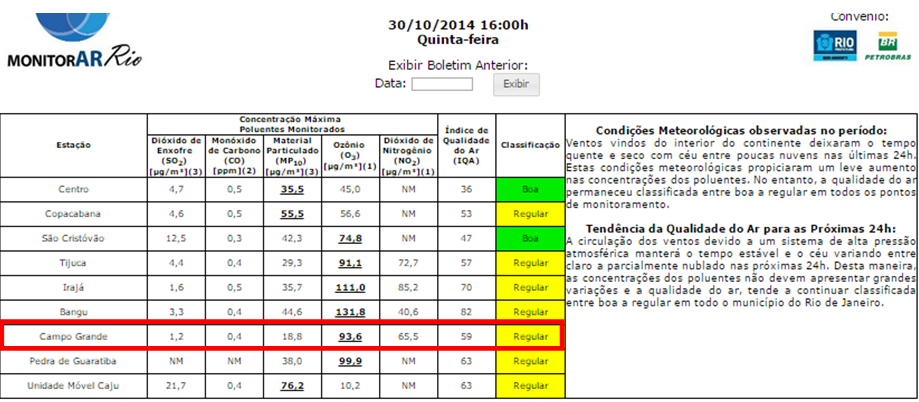 30/10/2014 16:00h
Convênio:
Quinta-feira
MONITORAR Rio
RIO
PREFEITURA
BR
PETROBRAS
Exibir Boletim Anterior:
Data: Exibir
Estação
Concentração Máxima
Poluentes Monitorados
Dióxido de
Enxofre
(SO2)
[µg/m³](3)
Monóxido
de Carbono
(CO)
[ppm](2)
Material
Particulado
(MP10)
[µg/m³](3)
Ozônio
(O3)
[µg/m³](1)
Dióxido de
Nitrogênio
(NO2)
[µg/m³](1)
Índice de
Qualidade
do Ar
(IQA)
Classificação
Centro 4,7 0,5 35,5 45,0 NM 36 Boa
Copacabana 4,6 0,5 55,5 56,6 NM 53 Regular
São Cristóvão 12,5 0,3 42,3 74,8 NM 47 Boa
Tijuca 4,4 0,4 29,3 91,1 72,7 57 Regular
Irajá 1,6 0,5 35,7 111,0 85,2 70 Regular
Bangu 3,3 0,4 44,6 131,8 40,6 82 Regular
Campo Grande 1,2 0,4 18,8 93,6 65,5 59 Regular
Pedra de Guaratiba NM NM 38,0 99,9 NM 63 Regular
Unidade Móvel Caju 21,7 0,4 76,2 10,2 NM 63 Regular
Condições Meteorológicas observadas no período:
Ventos vindos do interior do continente deixaram o tempo
quente e seco com céu entre poucas nuvens nas últimas 24h.
Estas condições meteorológicas propiciaram um leve aumento
nas concentrações dos poluentes. No entanto, a qualidade do ar
permaneceu classificada entre boa a regular em todos os pontos
de monitoramento.
Tendência da Qualidade do Ar para as Próximas 24h:
A circulação dos ventos devido a um sistema de alta pressão
atmosférica manterá o tempo estável e o céu variando entre
claro a parcialmente nublado nas próximas 24h. Desta maneira,
as concentrações dos poluentes não devem apresentar grandes
variações e a qualidade do ar, tende a continuar classificada
entre boa a regular em todo o município do Rio de Janeiro.